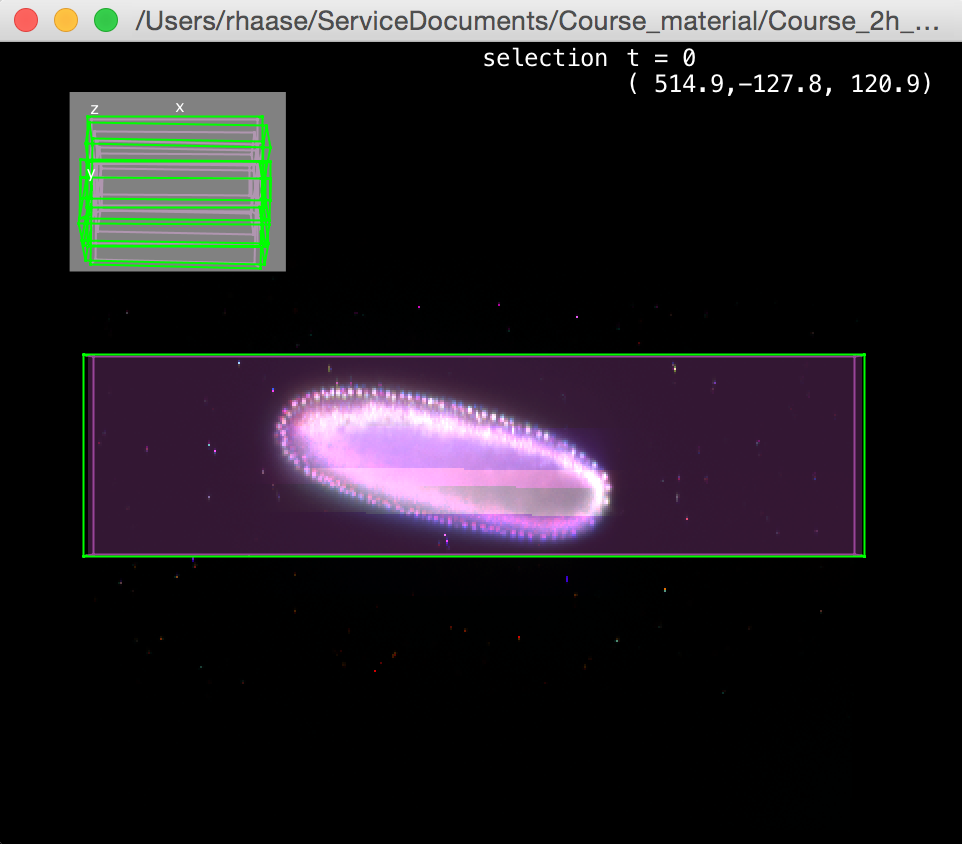 /Users/rhaase/ServiceDocuments/Course_material/Course_2h_...
selection t = 0
( 514.9,-127.8, 120.9)
z x
y